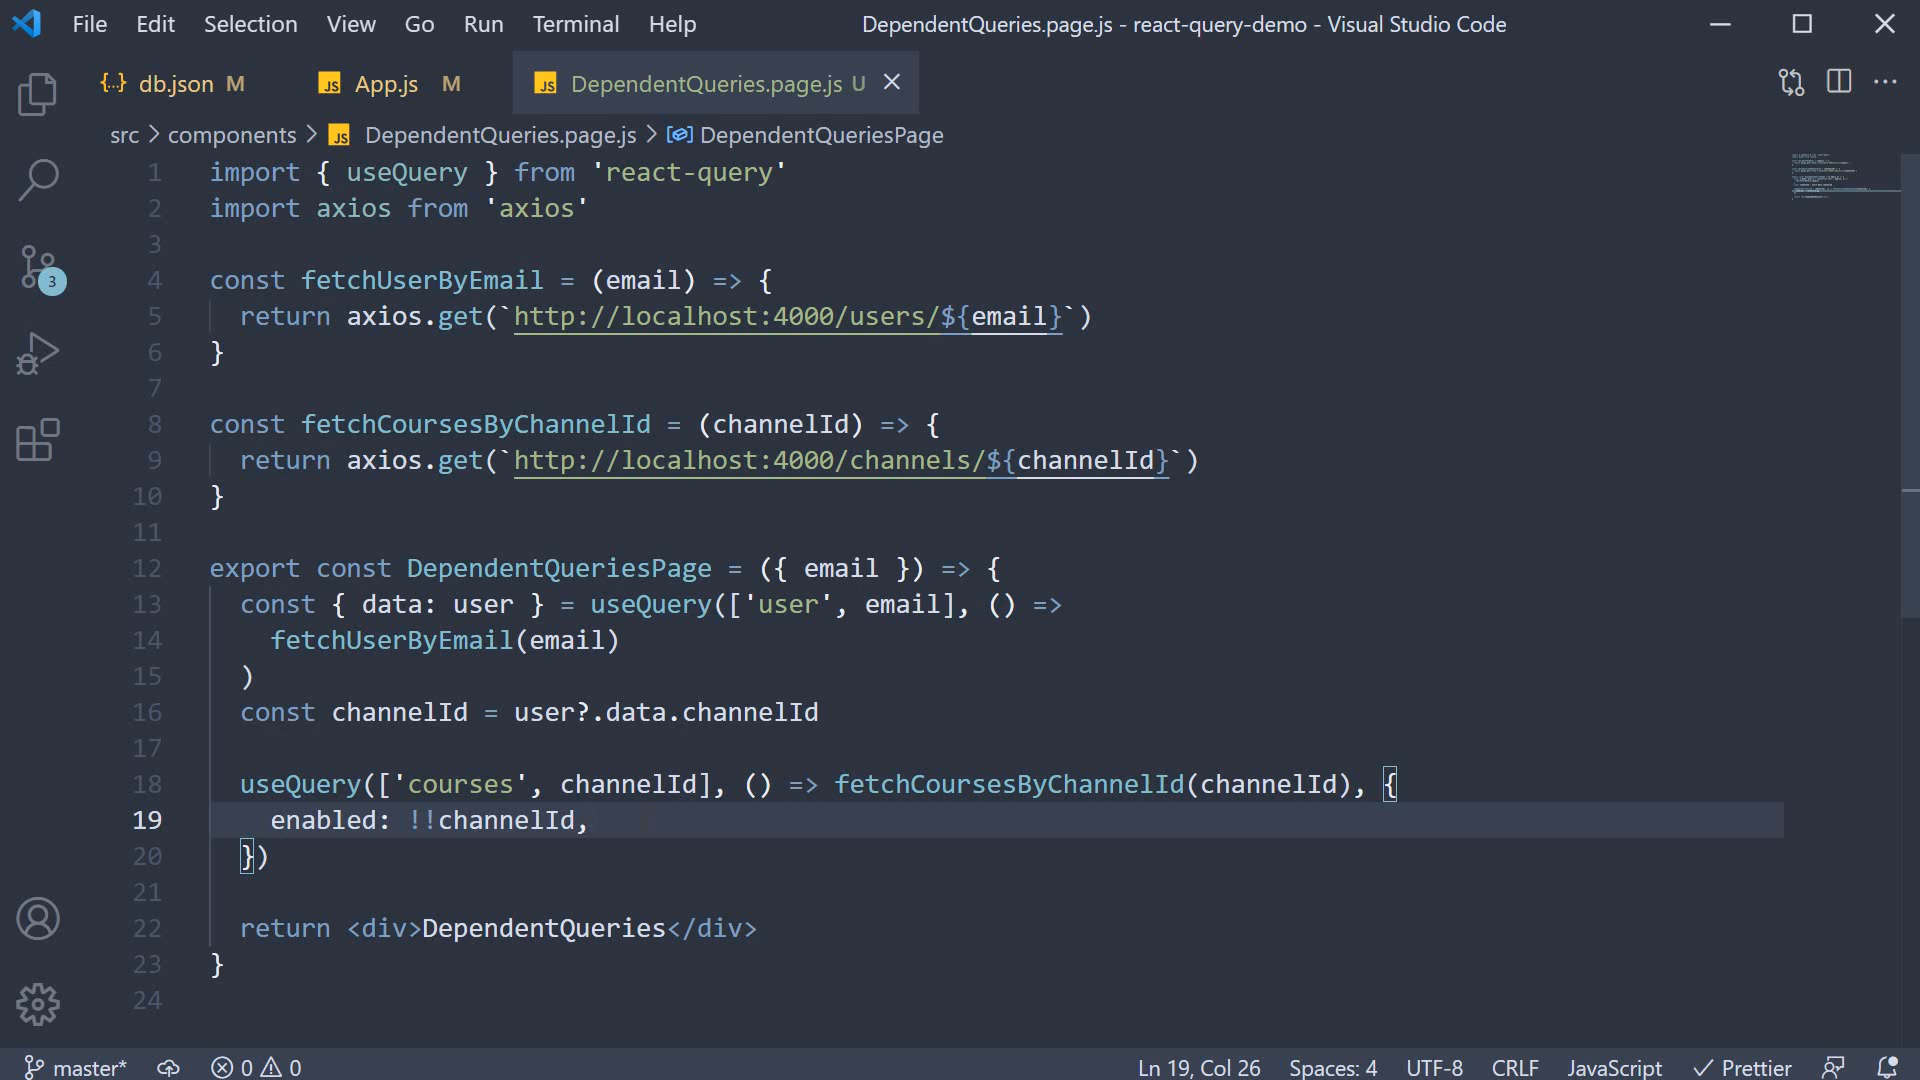 File Edit Selection View Go Run Terminal Help DependentQueries.page.js - react-query-demo - Visual Studio Code
{..} db.json M JS App.js M JS DependentQueries.page.js U
src > components > JS DependentQueries.page.js > DependentQueriesPage
1 import { useQuery } from 'react-query'
2 import axios from 'axios'
3
4 const fetchUserByEmail = (email) => {
5 return axios.get(`http://localhost:4000/users/${email}`)
6 }
7
8 const fetchCoursesByChannelId = (channelId) => {
9 return axios.get(`http://localhost:4000/channels/${channelId}`)
10 }
11
12 export const DependentQueriesPage = ({ email }) => {
13 const { data: user } = useQuery(['user', email], () =>
14 fetchUserByEmail(email)
15 )
16 const channelId = user?.data.channelId
17
18 useQuery(['courses', channelId], () => fetchCoursesByChannelId(channelId), {
19 enabled: !!channelId,
20 })
21
22 return <div>DependentQueries</div>
23 }
24
3
master* 0 0 Ln 19, Col 26 Spaces: 4 UTF-8 CRLF JavaScript Prettier